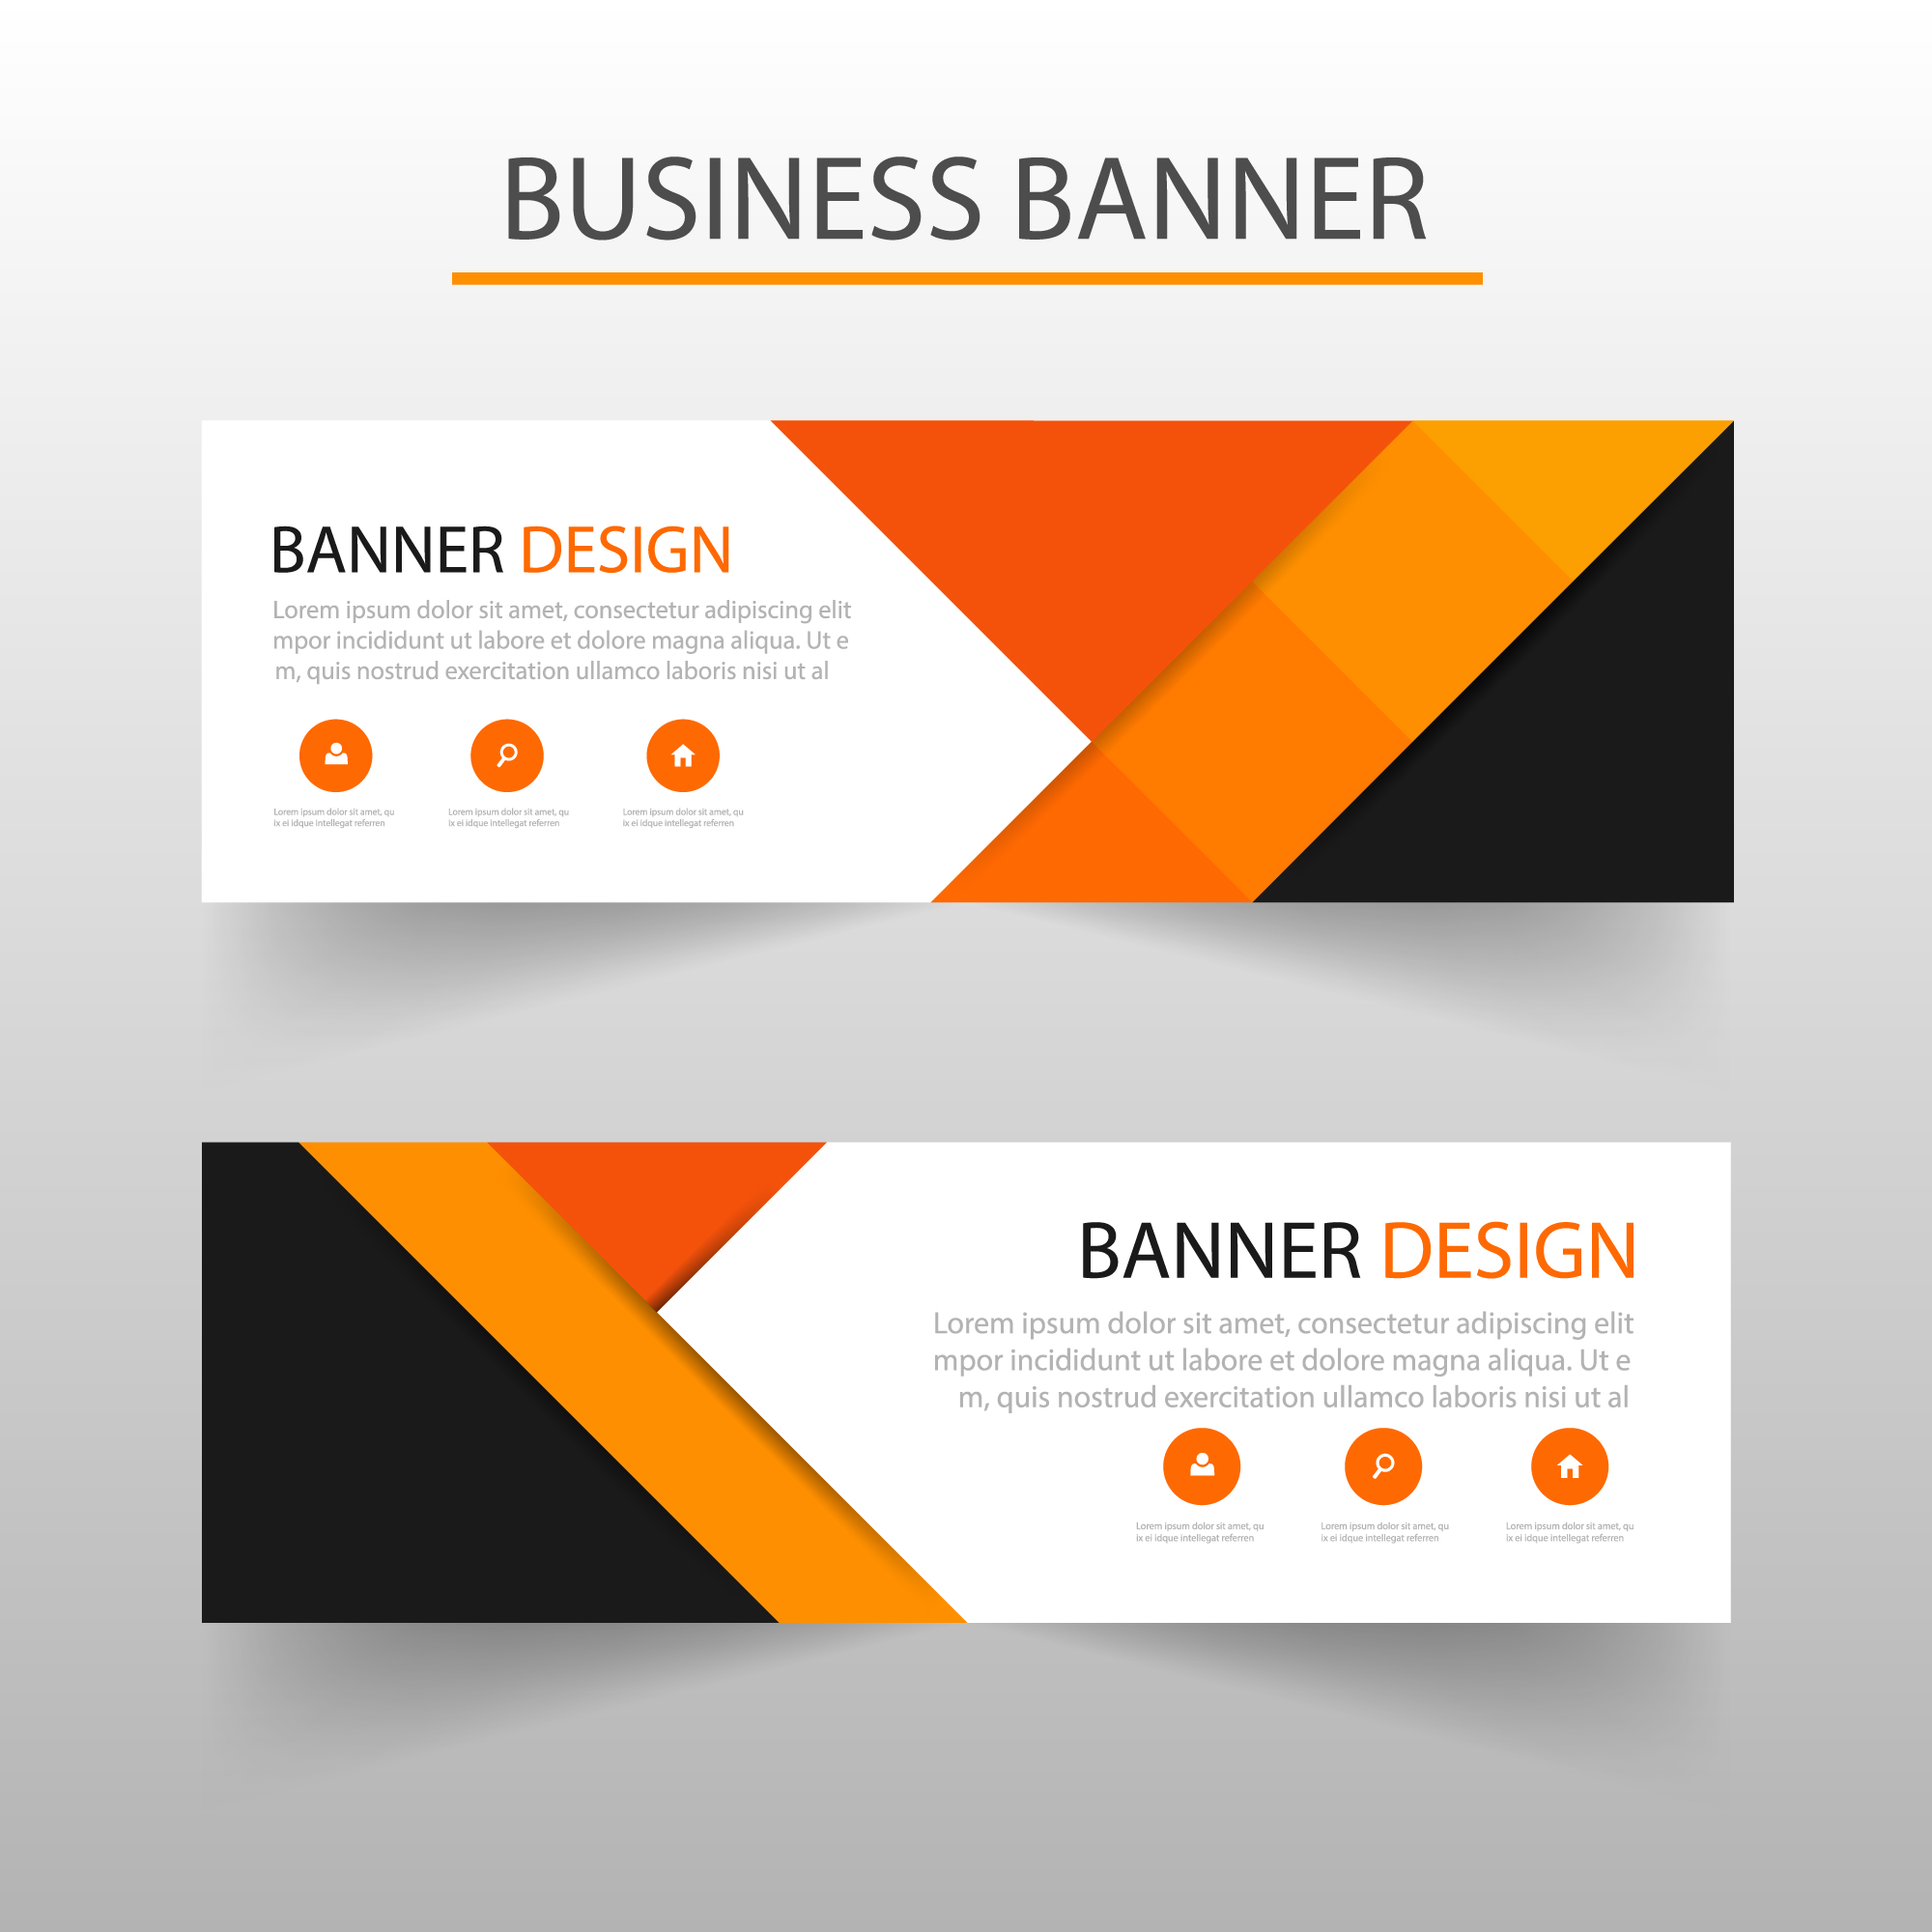 BUSINESS BANNER
BANNER DESIGN
Lorem ipsum dolor sit amet, consectetur adipiscing elit
mpor incididunt ut labore et dolore magna aliqua. Ut e
m, quis nostrud exercitation ullamco laboris nisi ut al
Lorem ipsum dolor sit amet, qu
ix ei idque intellegat referren
Lorem ipsum dolor sit amet, qu
ix ei idque intellegat referren
Lorem ipsum dolor sit amet, qu
ix ei idque intellegat referren
BANNER DESIGN
Lorem ipsum dolor sit amet, consectetur adipiscing elit
mpor incididunt ut labore et dolore magna aliqua. Ut e
m, quis nostrud exercitation ullamco laboris nisi ut al
Lorem ipsum dolor sit amet, qu
ix ei idque intellegat referren
Lorem ipsum dolor sit amet, qu
ix ei idque intellegat referren
Lorem ipsum dolor sit amet, qu
ix ei idque intellegat referren